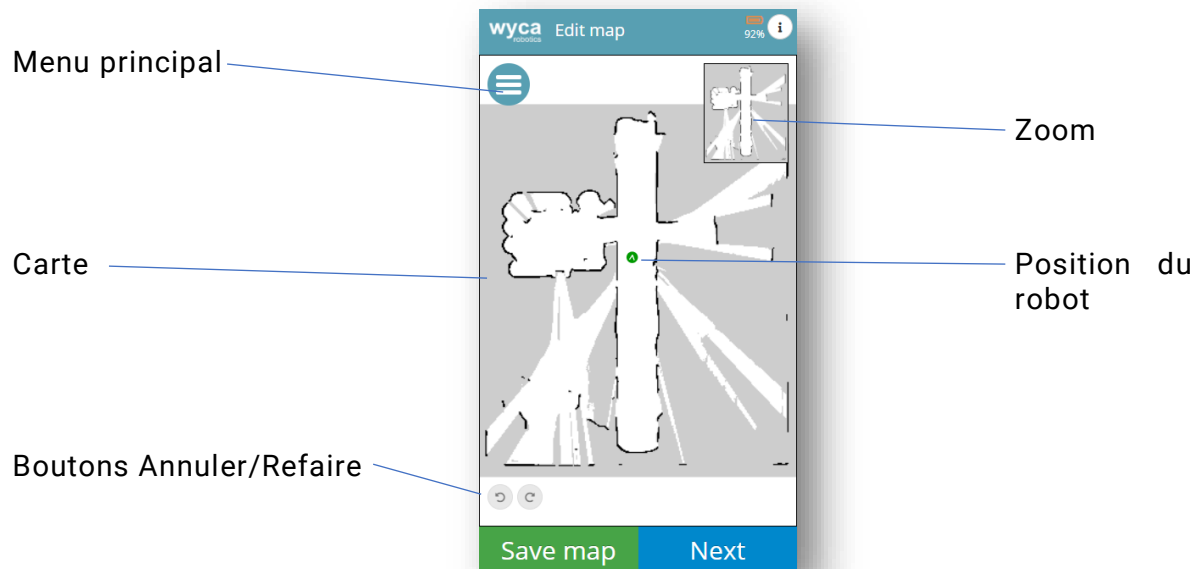 wyca
robotics
Edit map
92%
i
Menu principal
Zoom
Carte
Position du
robot
Boutons Annuler/Refaire
Save map
Next